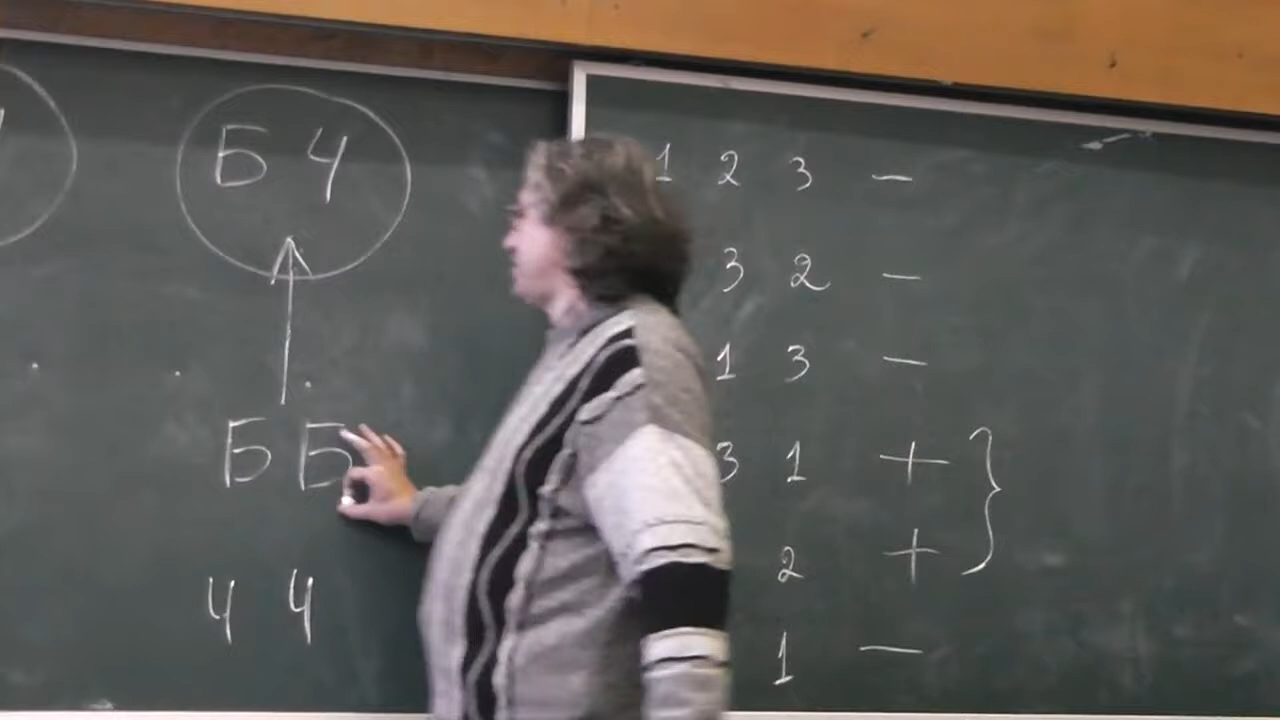 Б Ч
Б Б
Ч Ч
1 2 3 —
3 2 —
1 3 —
3 1 +
2 +
1 —